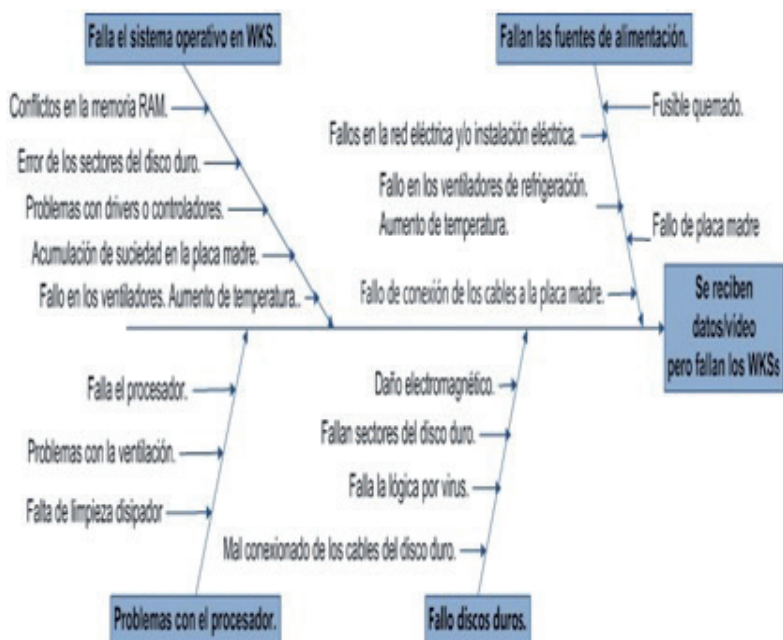 Falla el sistema operativo en WKS.
Fallan las fuentes de alimentación.
Conflictos en la memoria RAM.
Error de los sectores del disco duro.
Problemas con drivers o controladores.
Acumulación de suciedad en la placa madre.
Fallo en los ventiladores. Aumento de temperatura..
Fusible quemado.
Fallos en la red eléctrica y/o instalación eléctrica.
Fallo en los ventiladores de refrigeración.
Aumento de temperatura.
Fallo de placa madre
Fallo de conexión de los cables a la placa madre.
Se reciben
datos/vídeo
pero fallan los WKSs
Falla el procesador.
Problemas con la ventilación.
Falta de limpieza disipador
Daño electromagnético.
Fallan sectores del disco duro.
Falla la lógica por virus.
Mal conexionado de los cables del disco duro.
Problemas con el procesador.
Fallo discos duros.